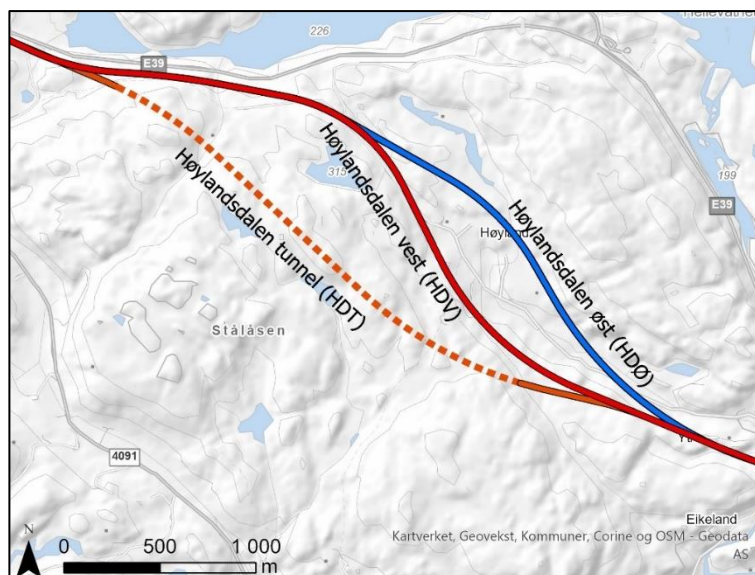 226
E39
Høylandsdalen vest (HDV)
315
Høylandsdalen øst (HDØ)
199
E39
Høylandsdalen tunnel (HDT)
Stålåsen
4091
Eikeland
N
0 500 1 000
m
Kartverket, Geovekst, Kommuner, Corine og OSM - Geodata
AS